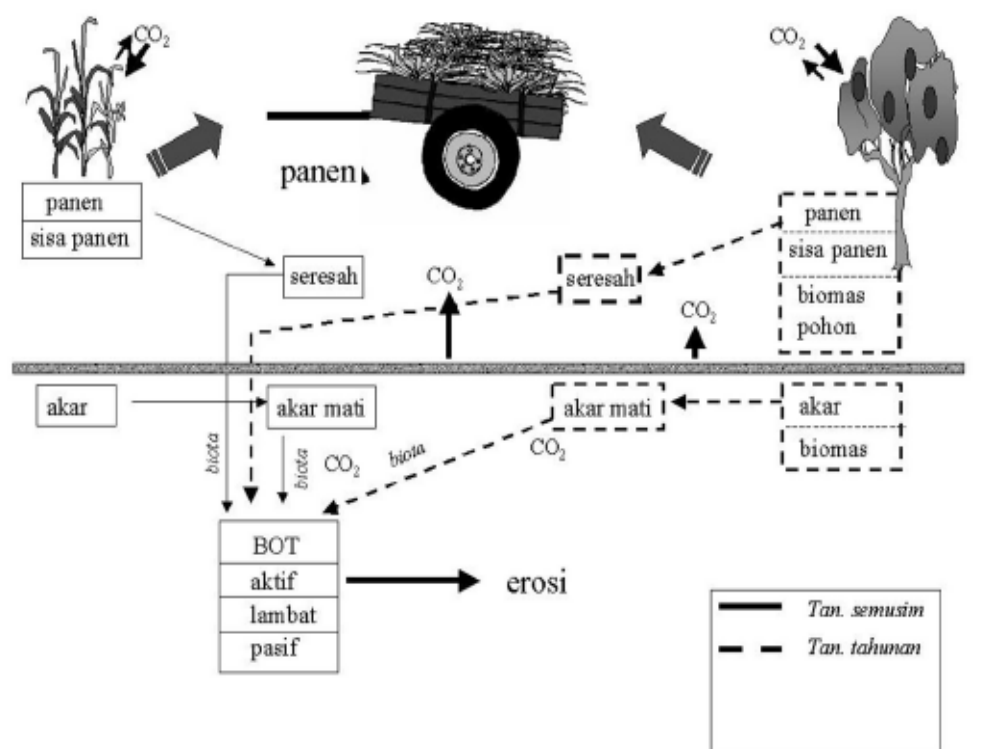 CO₂
CO₂
panen
panen
sisa panen
panen
sisa panen
biomas
pohon
seresah
CO₂
seresah
CO₂
akar
akar mati
akar mati
akar
biomas
biota
biota
CO₂
biota
CO₂
BOT
aktif
lambat
pasif
erosi
Tan. semusim
Tan. tahunan